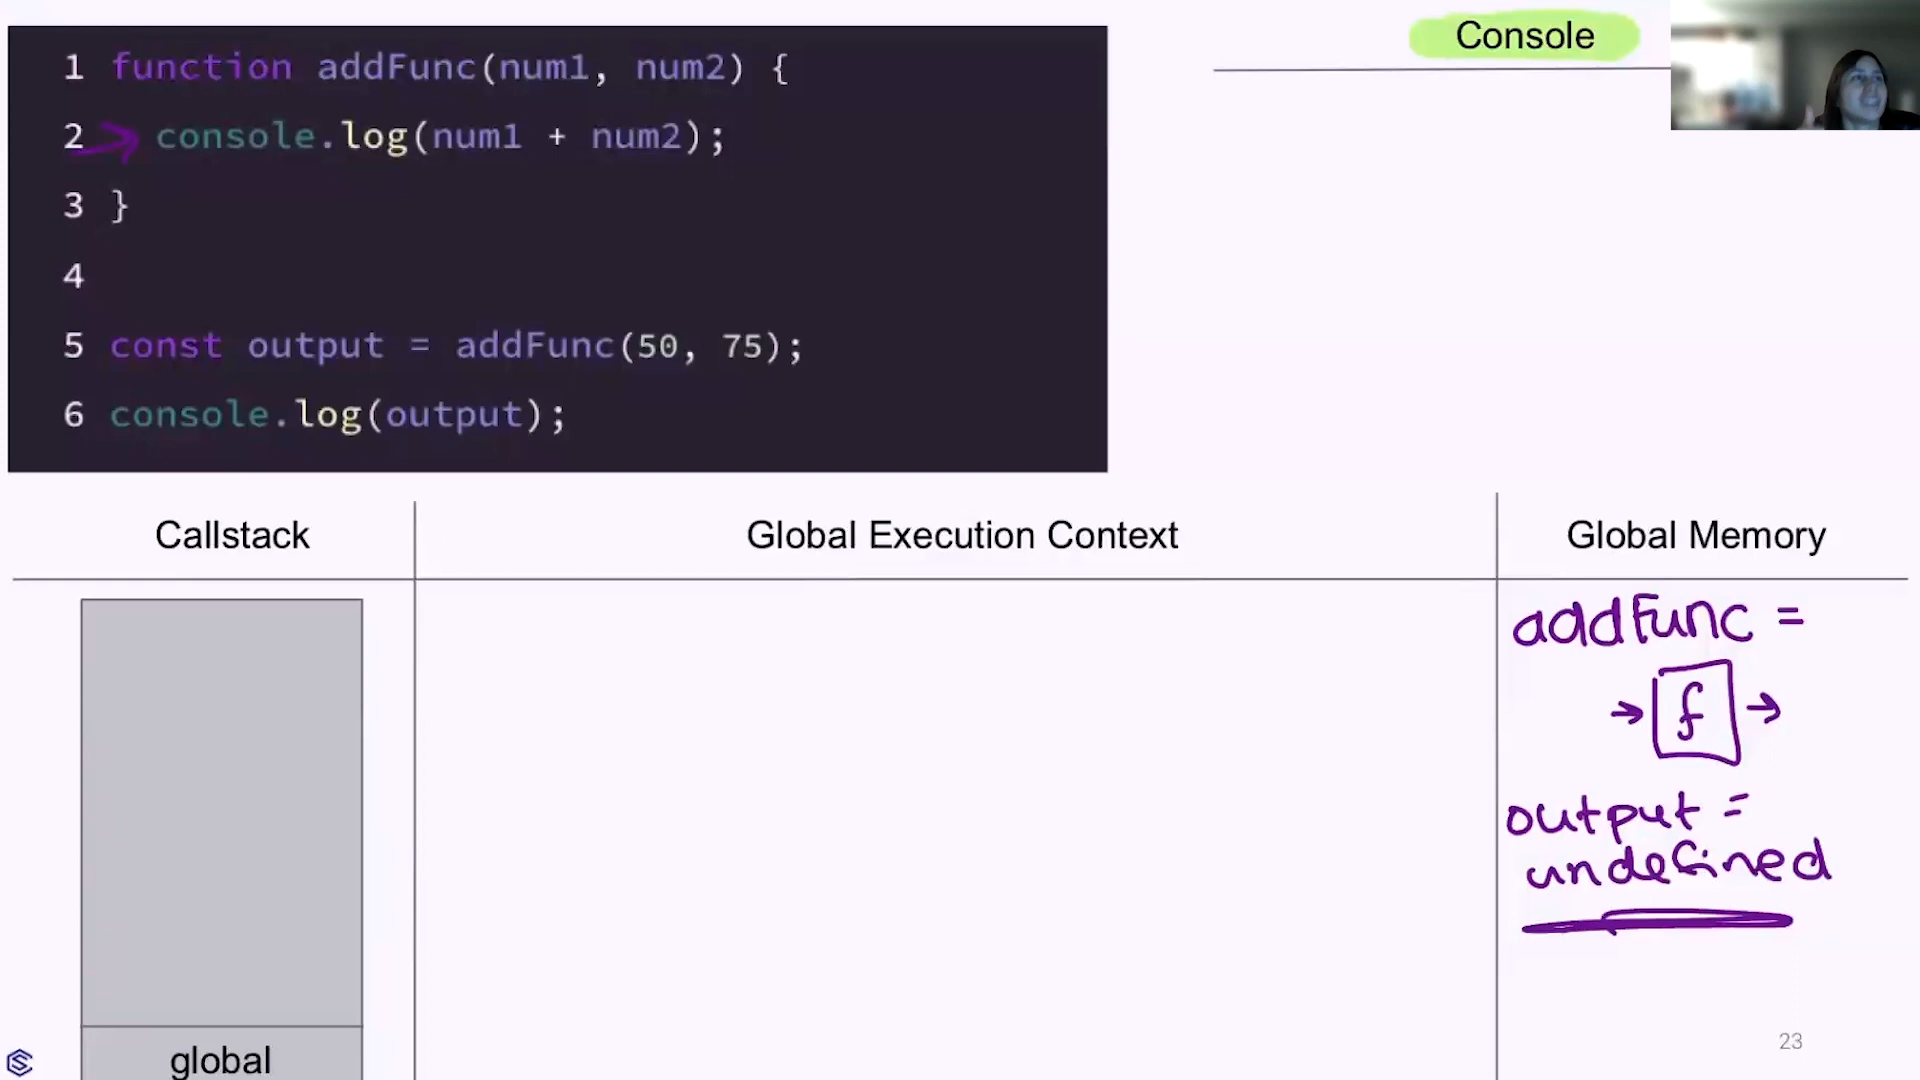 Console
1 function addFunc(num1, num2) {
2 console.log(num1 + num2);
3 }
4
5 const output = addFunc(50, 75);
6 console.log(output);
Callstack
Global Execution Context
Global Memory
addFunc =
→ f →
output =
undefined
global
23